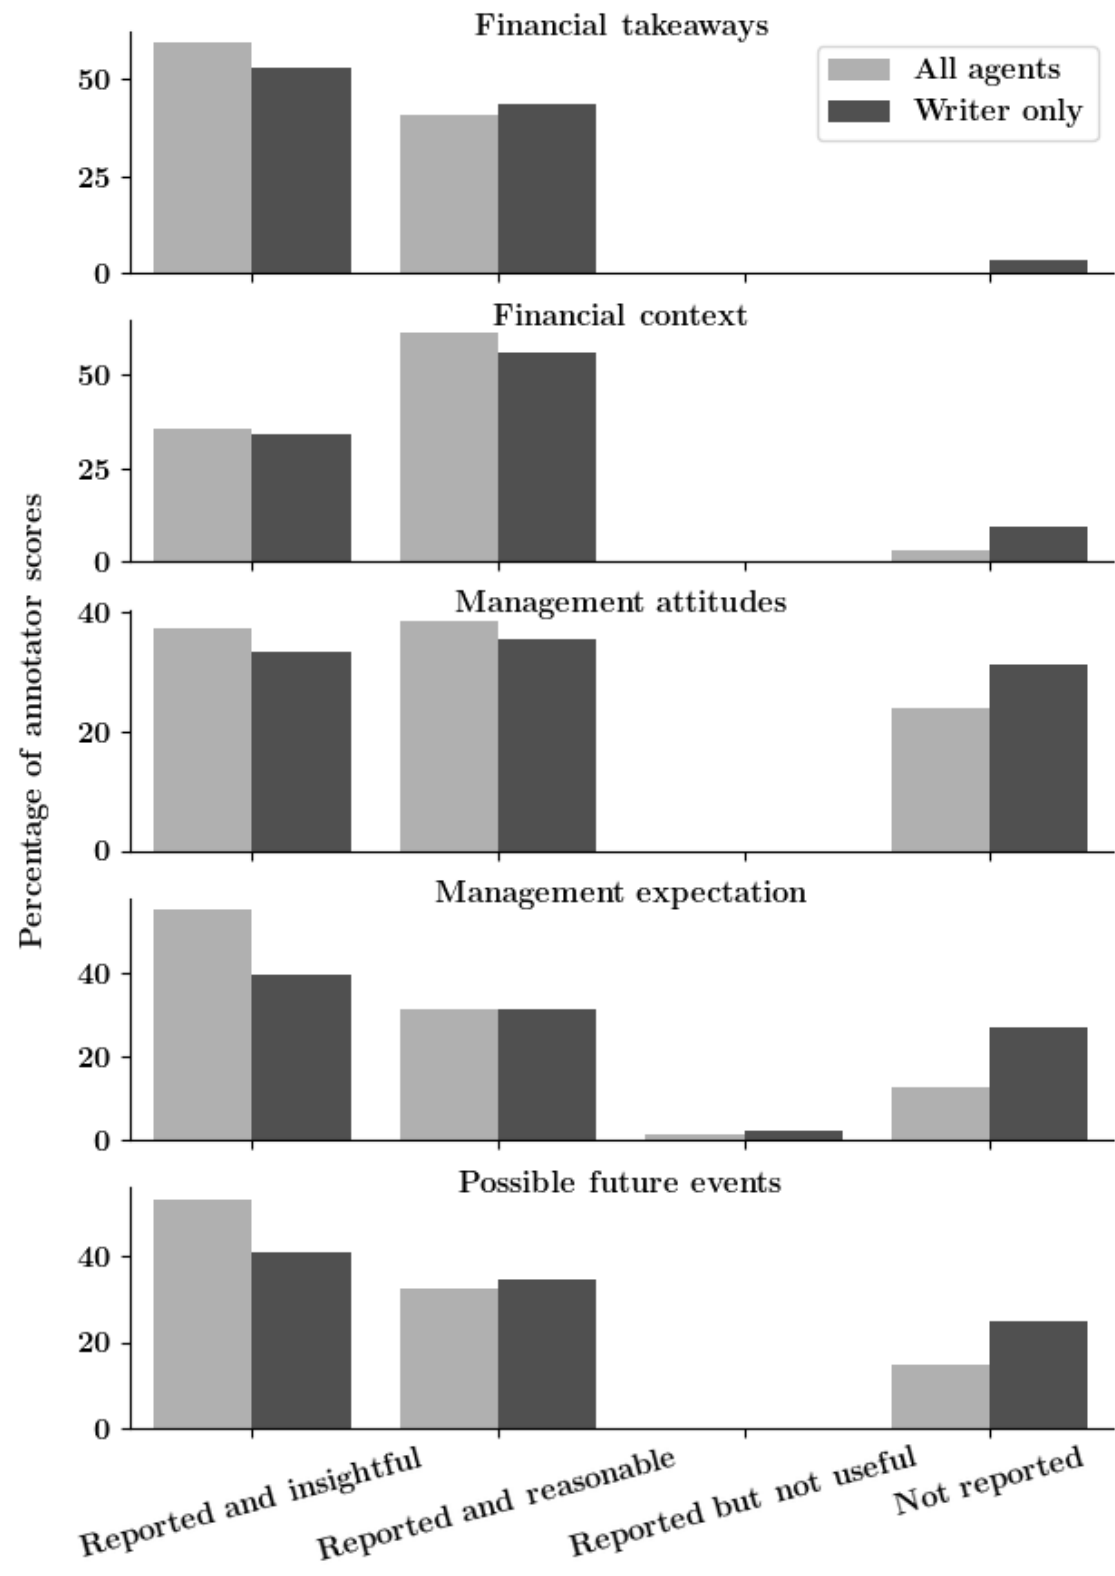 Financial takeaways
All agents
Writer only
50
25
0
Financial context
50
25
0
Management attitudes
40
20
0
Management expectation
40
20
0
Possible future events
40
20
0
Percentage of annotator scores
Reported and insightful
Reported and reasonable
Reported but not useful
Not reported